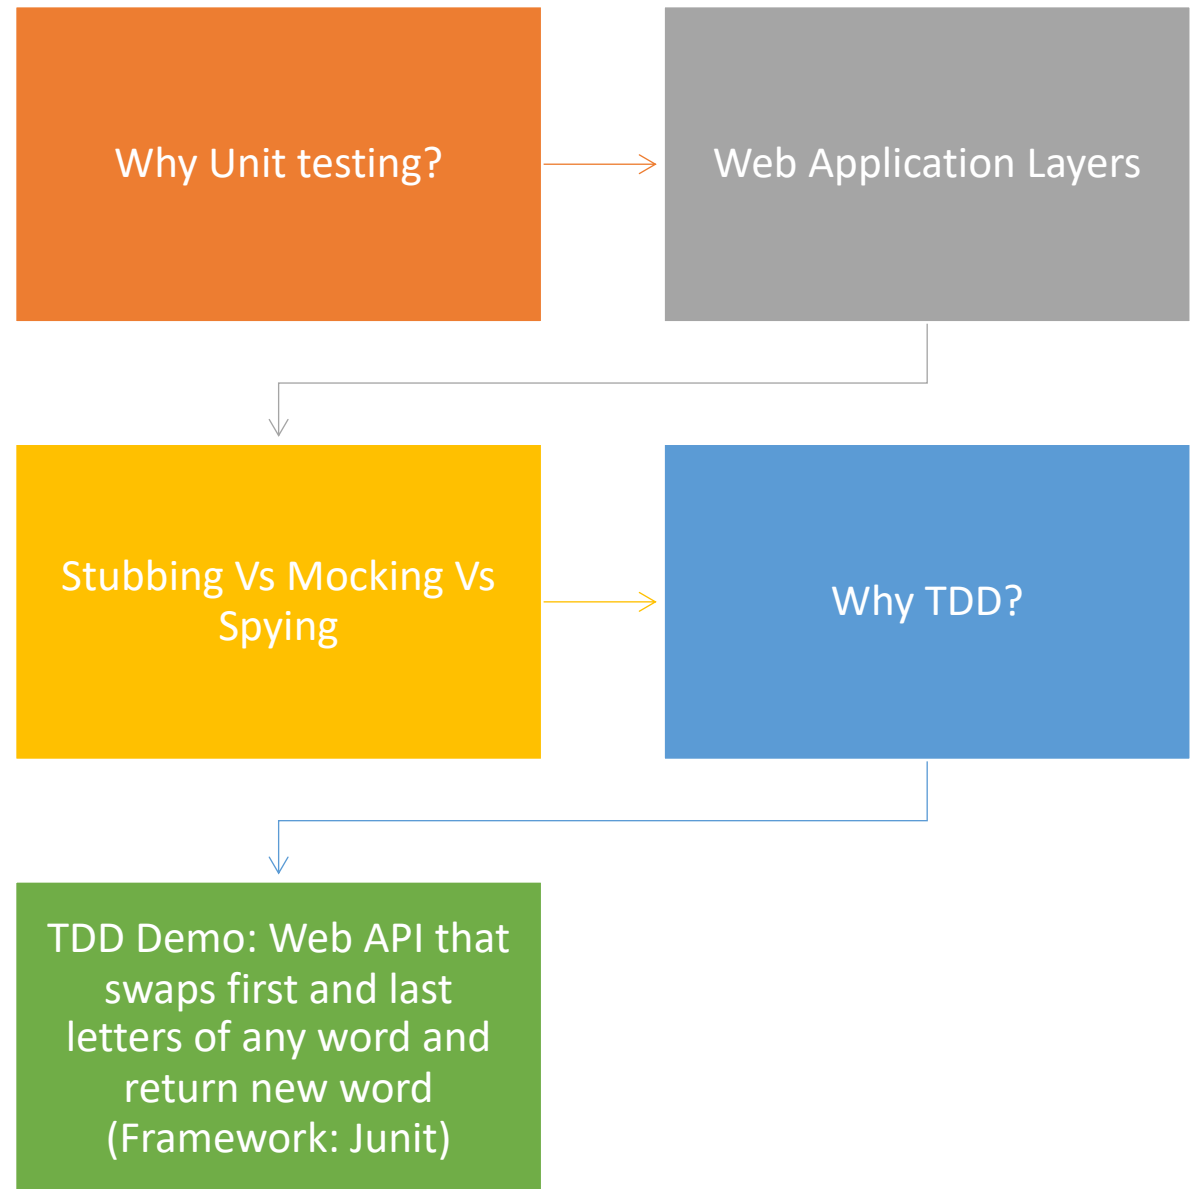 Why Unit testing?
Web Application Layers
Stubbing Vs Mocking Vs
Spying
Why TDD?
TDD Demo: Web API that
swaps first and last
letters of any word and
return new word
(Framework: Junit)